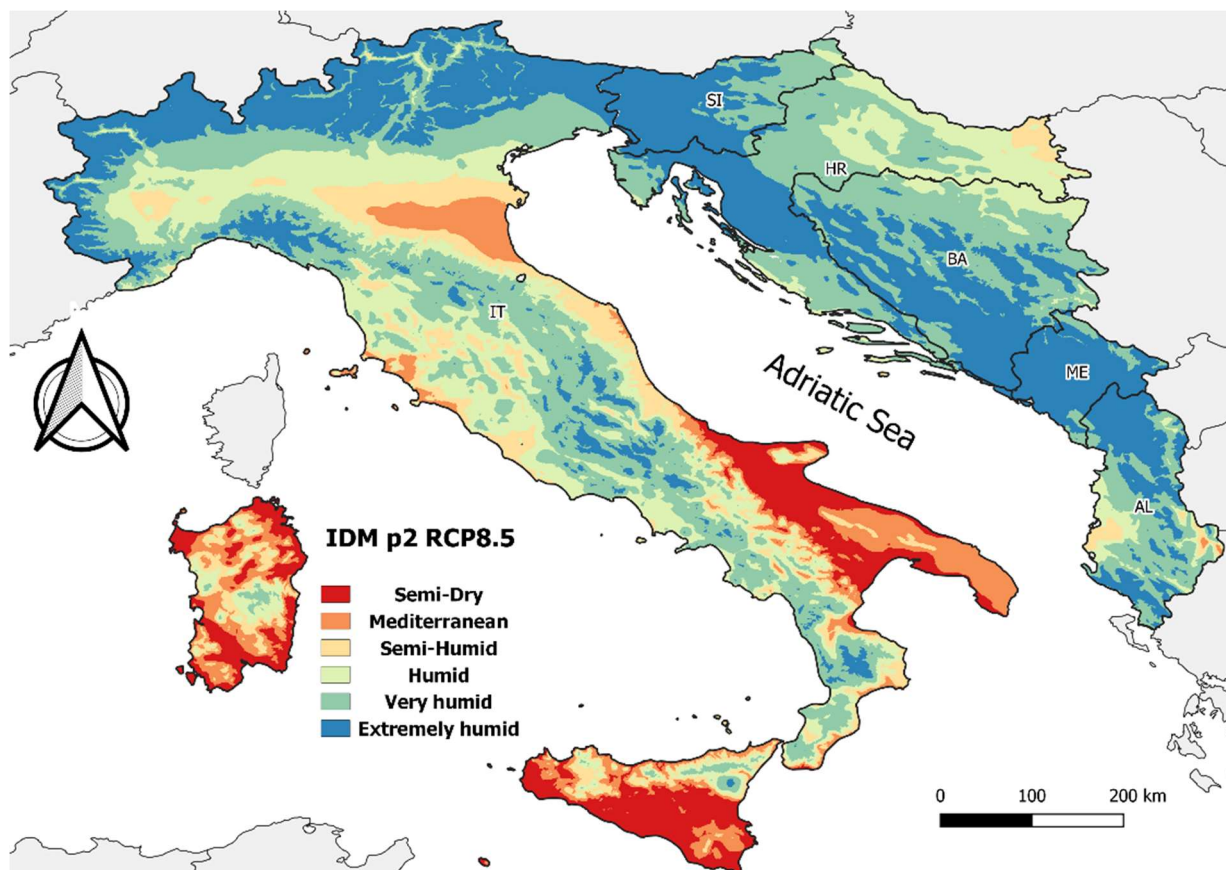 SI
HR
BA
IT
ME
Adriatic Sea
AL
IDM p2 RCP8.5
Semi-Dry
Mediterranean
Semi-Humid
Humid
Very humid
Extremely humid
0 100 200 km